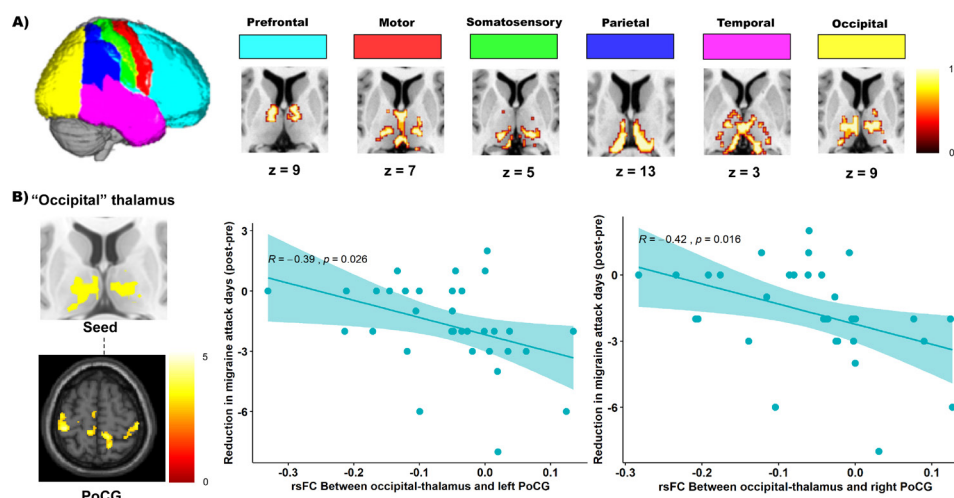 A)
Prefrontal
Motor
Somatosensory
Parietal
Temporal
Occipital
z = 9
z = 7
z = 5
z = 13
z = 3
z = 9
1
0
B)
“Occipital” thalamus
Seed
5
0
PoCG
Reduction in migraine attack days (post-pre)
3
0
-3
-6
R = −0.39 , p = 0.026
-0.3
-0.2
-0.1
0.0
0.1
rsFC Between occipital-thalamus and left PoCG
Reduction in migraine attack days (post-pre)
3
0
-3
-6
R = −0.42 , p = 0.016
-0.3
-0.2
-0.1
0.0
0.1
rsFC Between occipital-thalamus and right PoCG